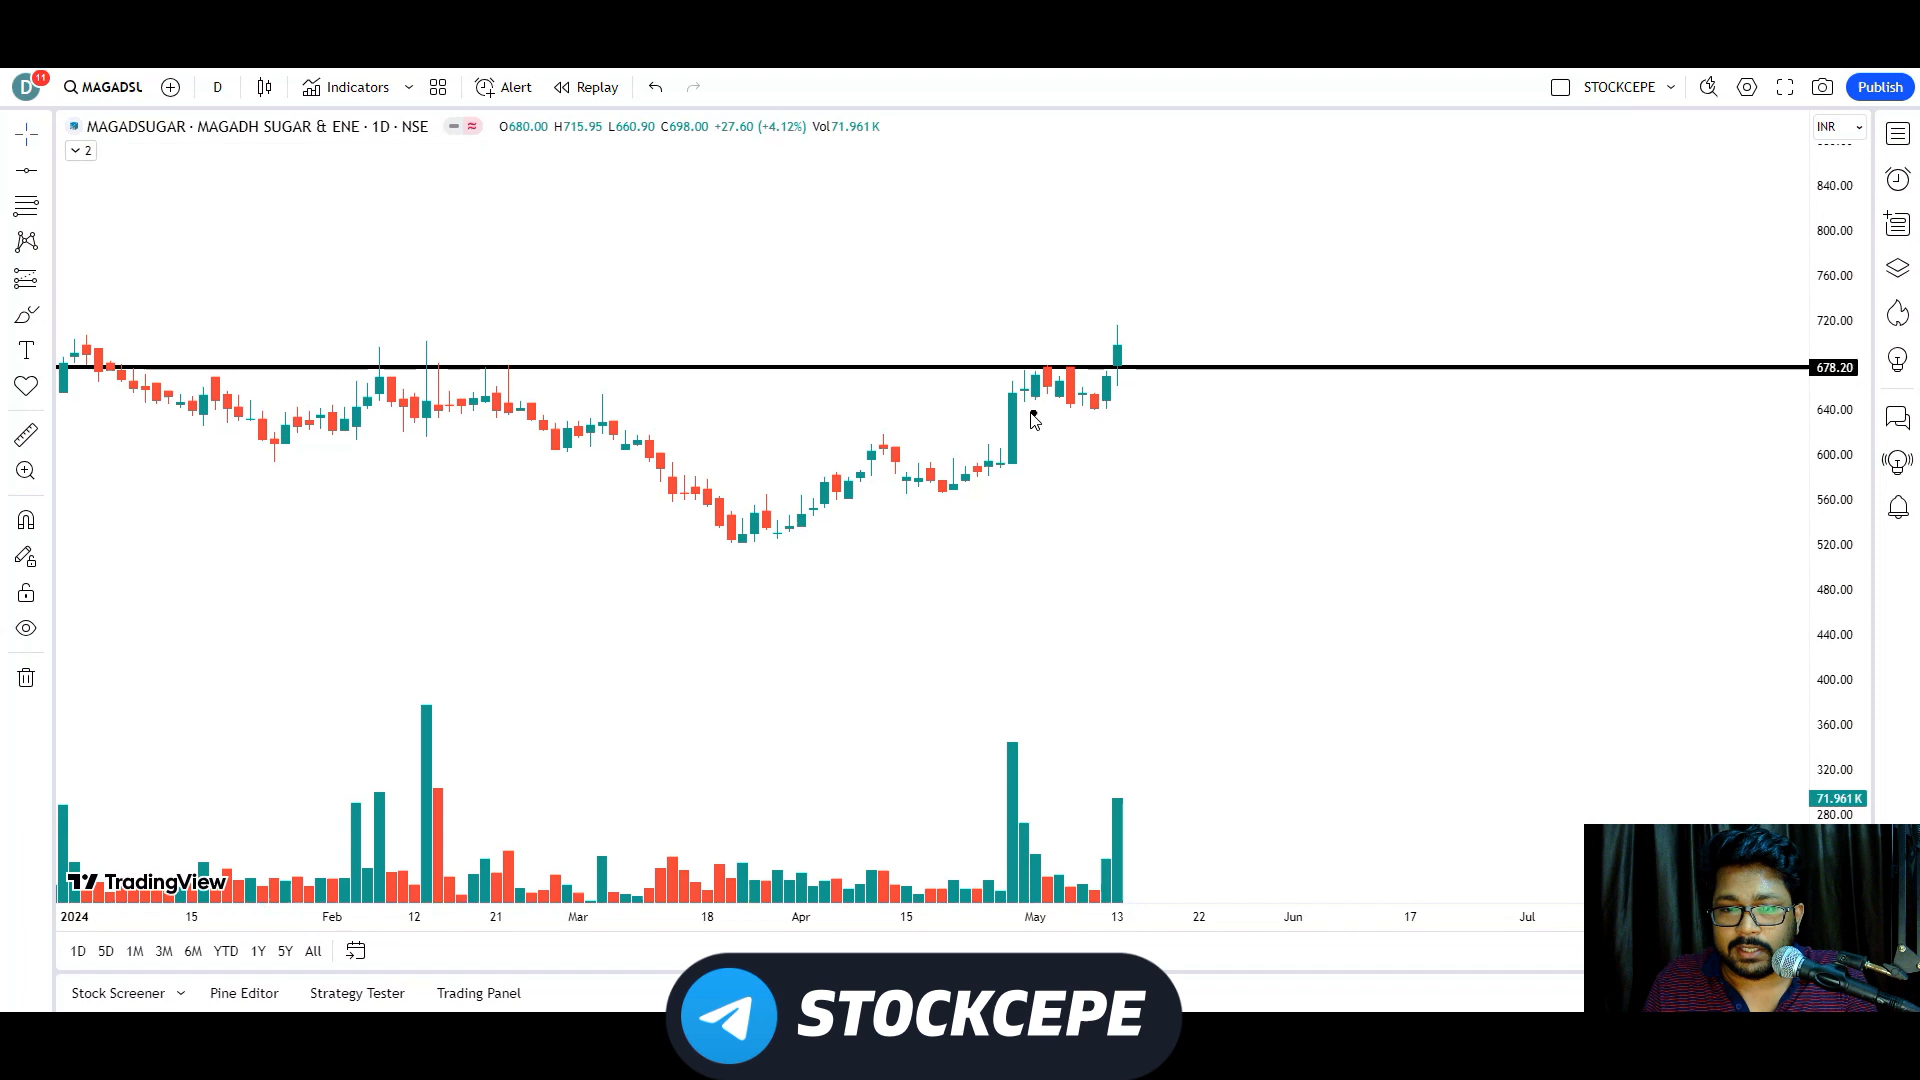 D 11 MAGADSU D Indicators Alert Replay STOCKCEPE Publish
MAGADSUGAR · MAGADH SUGAR & ENE · 1D · NSE O680.00 H715.95 L660.90 C698.00 +27.60 (+4.12%) Vol71.961K INR
2
840.00
800.00
760.00
720.00
678.20
640.00
600.00
560.00
520.00
480.00
440.00
400.00
360.00
320.00
71.961K
280.00
TradingView
2024 15 Feb 12 21 Mar 18 Apr 15 May 13 22 Jun 17 Jul
1D 5D 1M 3M 6M YTD 1Y 5Y All
Stock Screener Pine Editor Strategy Tester Trading Panel
STOCKCEPE